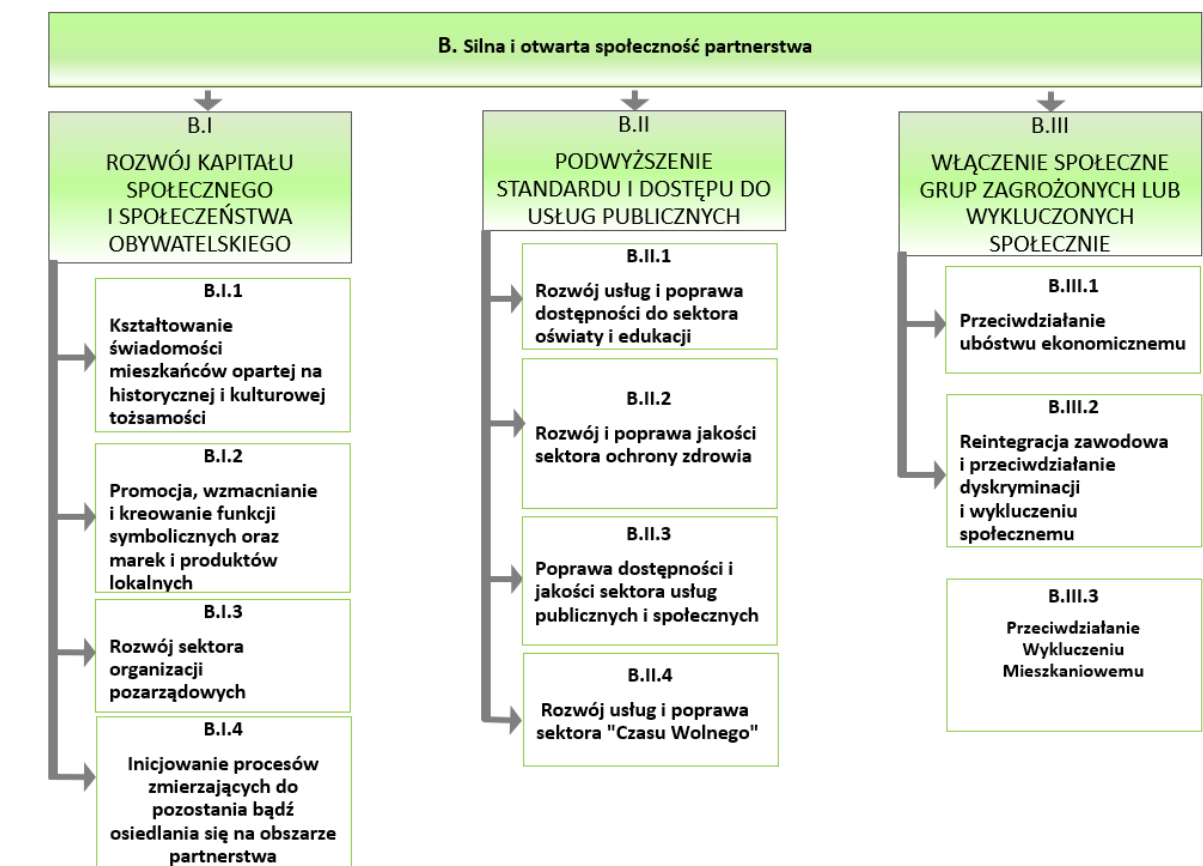 B. Silna i otwarta społeczność partnerstwa
B.I
ROZWÓJ KAPITAŁU
SPOŁECZNEGO
I SPOŁECZEŃSTWA
OBYWATELSKIEGO
B.I.1
Kształtowanie
świadomości
mieszkańców opartej na
historycznej i kulturowej
tożsamości
B.I.2
Promocja, wzmacnianie
i kreowanie funkcji
symbolicznych oraz
marek i produktów
lokalnych
B.I.3
Rozwój sektora
organizacji
pozarządowych
B.I.4
Inicjowanie procesów
zmierzających do
pozostania bądź
osiedlania się na obszarze
partnerstwa
B.II
PODWYŻSZENIE
STANDARDU I DOSTĘPU DO
USŁUG PUBLICZNYCH
B.II.1
Rozwój usług i poprawa
dostępności do sektora
oświaty i edukacji
B.II.2
Rozwój i poprawa jakości
sektora ochrony zdrowia
B.II.3
Poprawa dostępności i
jakości sektora usług
publicznych i społecznych
B.II.4
Rozwój usług i poprawa
sektora "Czasu Wolnego"
B.III
WŁĄCZENIE SPOŁECZNE
GRUP ZAGROŻONYCH LUB
WYKLUCZONYCH
SPOŁECZNIE
B.III.1
Przeciwdziałanie
ubóstwu ekonomicznemu
B.III.2
Reintegracja zawodowa
i przeciwdziałanie
dyskryminacji
i wykluczeniu
społecznemu
B.III.3
Przeciwdziałanie
Wykluczeniu
Mieszkaniowemu